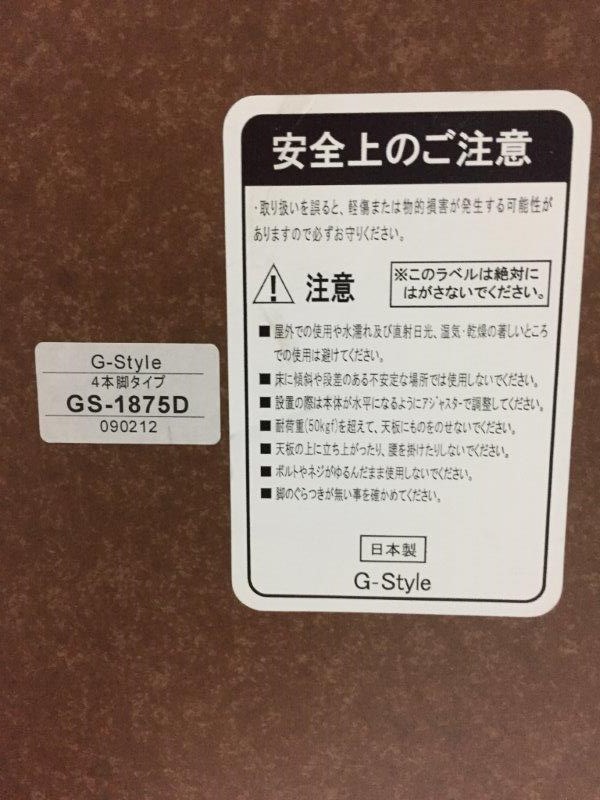 安全上のご注意
・取り扱いを誤ると、軽傷または物的損害が発生する可能性が
ありますので必ずお守りください。
注意
※このラベルは絶対に
はがさないでください。
■屋外での使用や水濡れ及び直射日光、温気・乾燥の著しいところ
での使用は避けてください。
■床に傾斜や段差のある不安定な場所では使用しないでください。
■設置の際は本体が水平になるようにアジャスターで調整してください。
■耐荷重(50kgf)を超えて、天板にものをのせないでください。
■天板の上に立ち上がったり、腰を掛けたりしないでください。
■ボルトやネジがゆるんだまま使用しないでください。
■脚のぐらつきが無い事を確かめてください。
日本製
G-Style
G-Style
4本脚タイプ
GS-1875D
090212